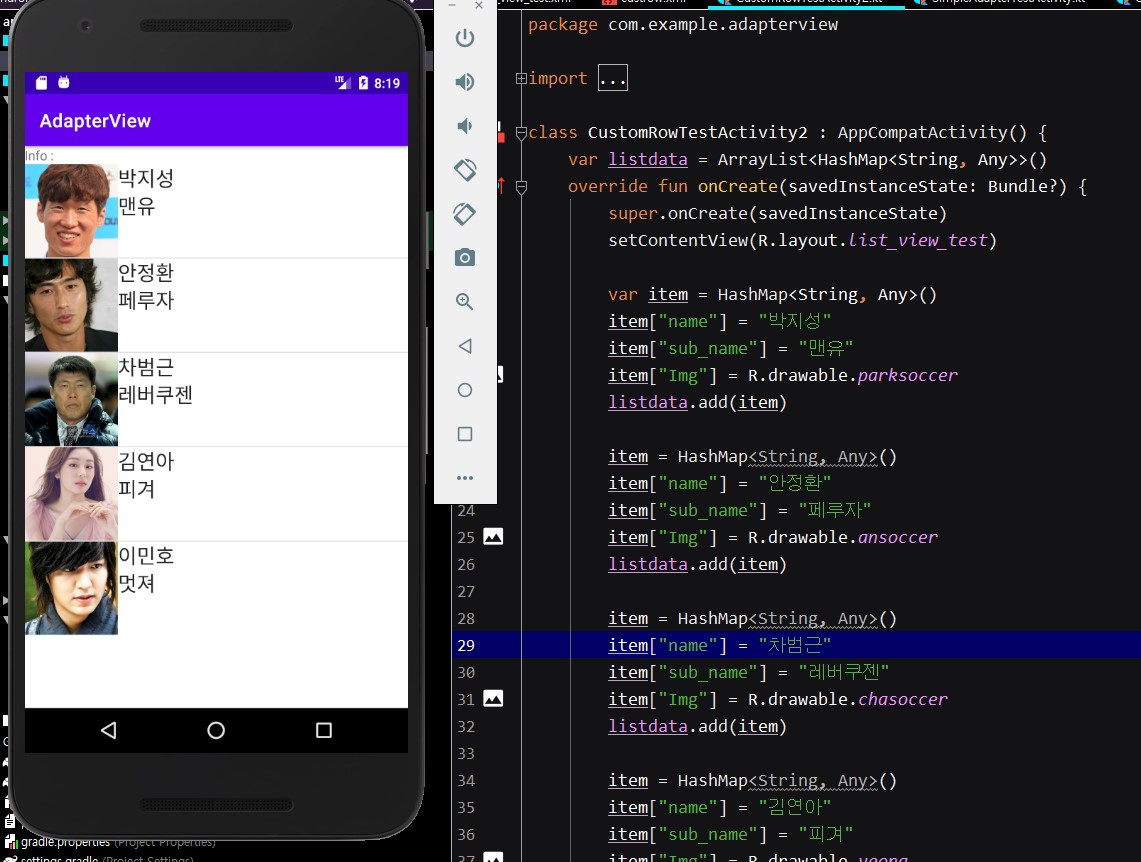 LTE 8:19
AdapterView
Info :
박지성
맨유
안정환
페루자
차범근
레버쿠젠
김연아
피겨
이민호
멋져
gradle.properties (Project Properties)
settings.gradle (Project Settings)
package com.example.adapterview
import ...
class CustomRowTestActivity2 : AppCompatActivity() {
var listdata = ArrayList<HashMap<String, Any>>()
override fun onCreate(savedInstanceState: Bundle?) {
super.onCreate(savedInstanceState)
setContentView(R.layout.list_view_test)
var item = HashMap<String, Any>()
item["name"] = "박지성"
item["sub_name"] = "맨유"
item["Img"] = R.drawable.parksoccer
listdata.add(item)
item = HashMap<String, Any>()
item["name"] = "안정환"
24 item["sub_name"] = "페루자"
25 item["Img"] = R.drawable.ansoccer
26 listdata.add(item)
27
28 item = HashMap<String, Any>()
29 item["name"] = "차범근"
30 item["sub_name"] = "레버쿠젠"
31 item["Img"] = R.drawable.chasoccer
32 listdata.add(item)
33
34 item = HashMap<String, Any>()
35 item["name"] = "김연아"
36 item["sub_name"] = "피겨"
37 item["Img"] = R.drawable.yeona